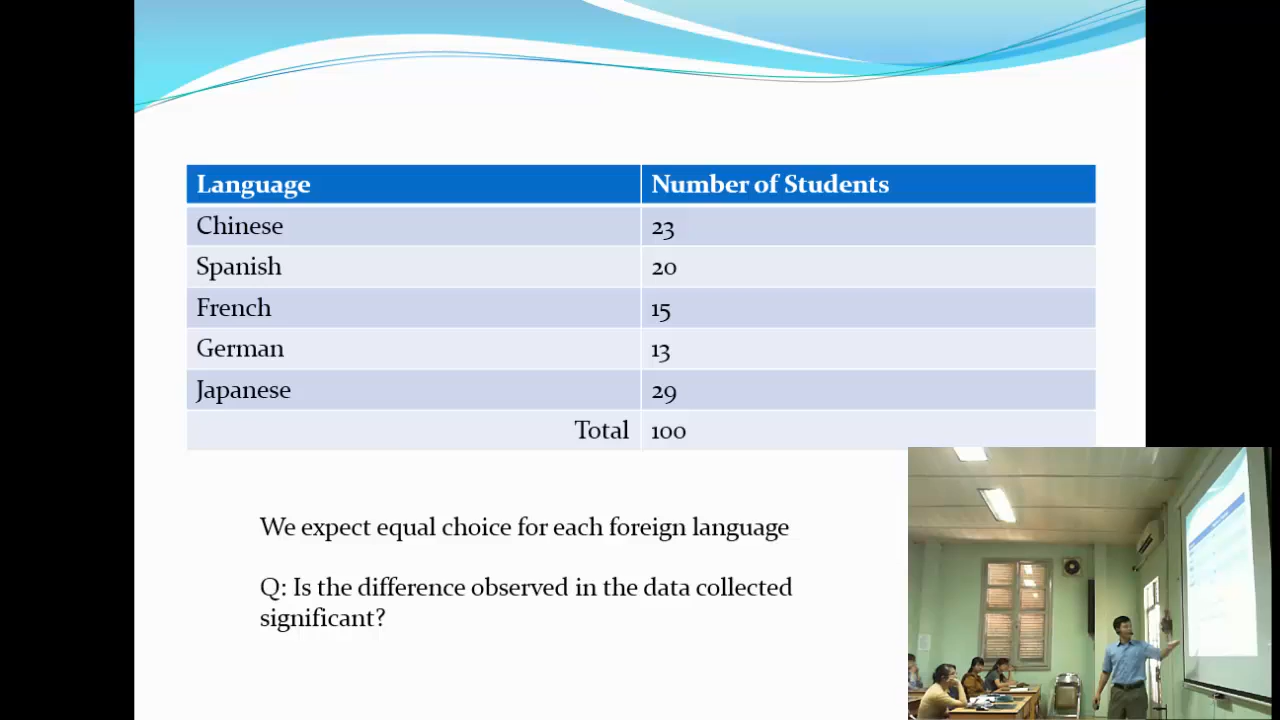 Language Number of Students
Chinese 23
Spanish 20
French 15
German 13
Japanese 29
Total 100
We expect equal choice for each foreign language
Q: Is the difference observed in the data collected
significant?